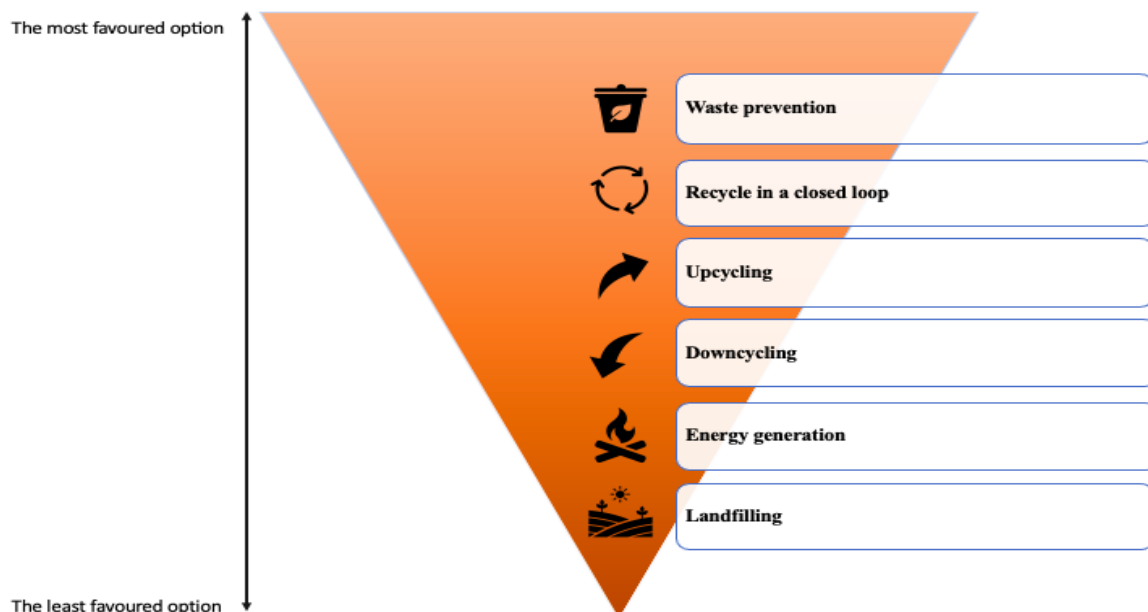 The most favoured option
Waste prevention
Recycle in a closed loop
Upcycling
Downcycling
Energy generation
Landfilling
The least favoured option